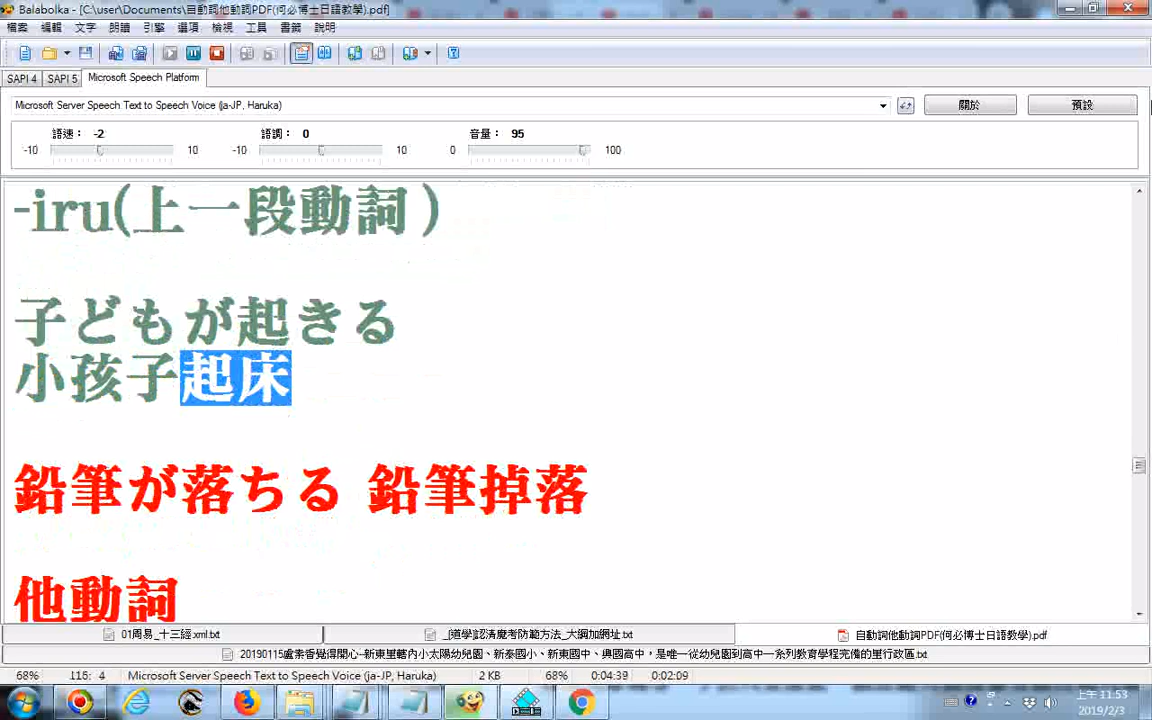 Balabolka - [C:\user\Documents\自動詞他動詞PDF(何必博士日語教學).pdf]
檔案 編輯 文字 朗讀 引擎 選項 檢視 工具 書籤 說明
SAPI 4 SAPI 5 Microsoft Speech Platform
Microsoft Server Speech Text to Speech Voice (ja-JP, Haruka) 關於 預設
語速： -2 語調： 0 音量： 95
-10 10 -10 10 0 100
-iru(上一段動詞)
子どもが起きる
小孩子起床
鉛筆が落ちる 鉛筆掉落
他動詞
01周易_十三經.xml.txt _[道學]認清慶考防範方法_大綱加網址.txt 自動詞他動詞PDF(何必博士日語教學).pdf
20190115盧素香覺得開心-新東里轄內小太陽幼兒園、新泰國小、新東國中、興國高中，是唯一從幼兒園到高中一系列教育學程完備的里行政區.txt
68% 115: 4 Microsoft Server Speech Text to Speech Voice (ja-JP, Haruka) 2 KB 68% 0:04:39 0:02:09
上午 11:53
2019/2/3